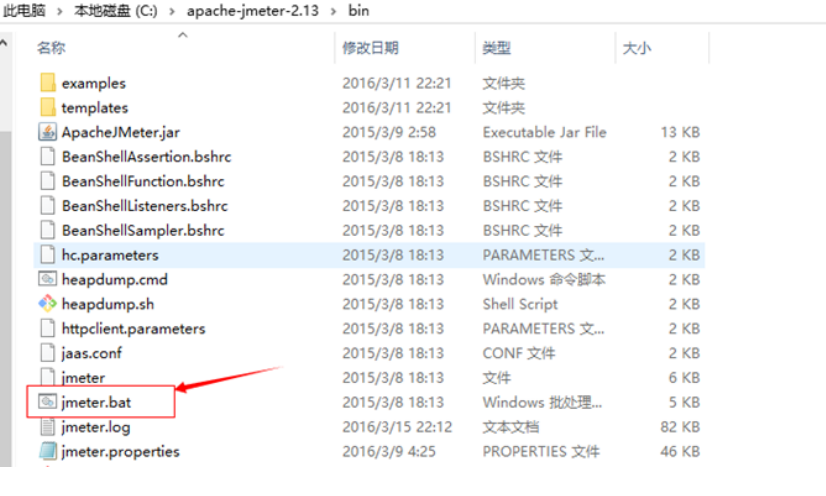 此电脑 › 本地磁盘 (C:) › apache-jmeter-2.13 › bin
名称 修改日期 类型 大小
examples 2016/3/11 22:21 文件夹
templates 2016/3/11 22:21 文件夹
ApacheJMeter.jar 2015/3/9 2:58 Executable Jar File 13 KB
BeanShellAssertion.bshrc 2015/3/8 18:13 BSHRC 文件 2 KB
BeanShellFunction.bshrc 2015/3/8 18:13 BSHRC 文件 2 KB
BeanShellListeners.bshrc 2015/3/8 18:13 BSHRC 文件 2 KB
BeanShellSampler.bshrc 2015/3/8 18:13 BSHRC 文件 2 KB
hc.parameters 2015/3/8 18:13 PARAMETERS 文... 2 KB
heapdump.cmd 2015/3/8 18:13 Windows 命令脚本 2 KB
heapdump.sh 2015/3/8 18:13 Shell Script 2 KB
httpclient.parameters 2015/3/8 18:13 PARAMETERS 文... 2 KB
jaas.conf 2015/3/8 18:13 CONF 文件 2 KB
jmeter 2015/3/8 18:13 文件 6 KB
jmeter.bat 2015/3/8 18:13 Windows 批处理... 5 KB
jmeter.log 2016/3/15 22:12 文本文档 82 KB
jmeter.properties 2016/3/9 4:25 PROPERTIES 文件 46 KB